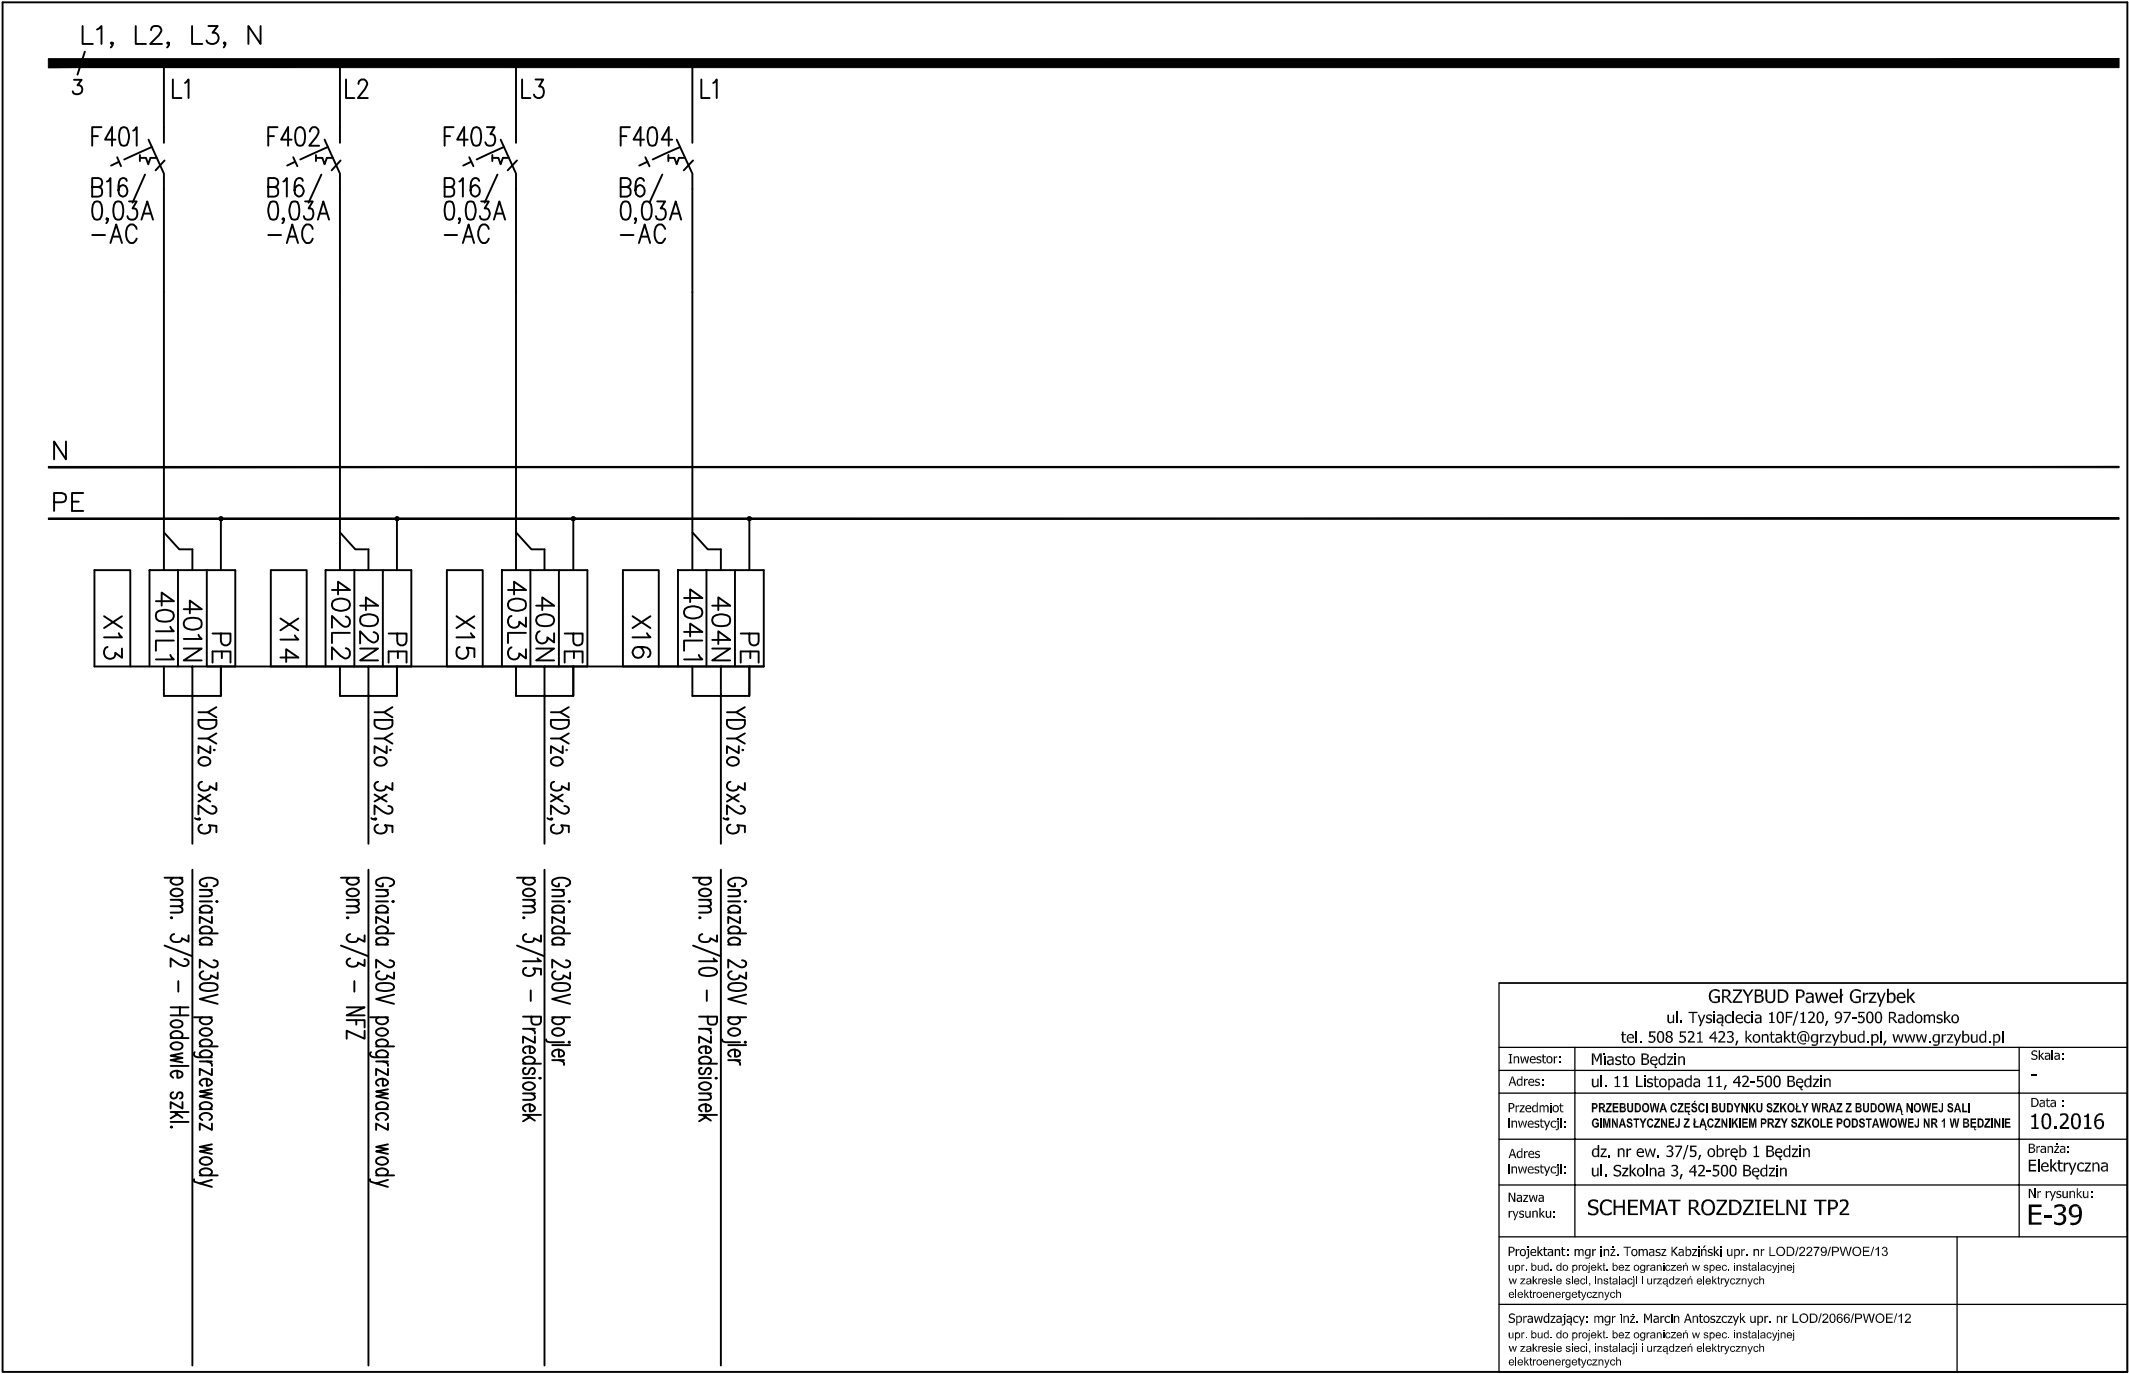 L1, L2, L3, N
3
L1
L2
L3
L1
F401
B16/
0,03A
-AC
F402
B16/
0,03A
-AC
F403
B16/
0,03A
-AC
F404
B6/
0,03A
-AC
N
PE
X13
401L1
401N
PE
X14
402L2
402N
PE
X15
403L3
403N
PE
X16
404L1
404N
PE
YDYżo 3x2,5
YDYżo 3x2,5
YDYżo 3x2,5
YDYżo 3x2,5
Gniazda 230V podgrzewacz wody
pom. 3/2 - Hodowle szkl.
Gniazda 230V podgrzewacz wody
pom. 3/3 - NFZ
Gniazda 230V bojler
pom. 3/15 - Przedsionek
Gniazda 230V bojler
pom. 3/10 - Przedsionek
GRZYBUD Paweł Grzybek
ul. Tysiąclecia 10F/120, 97-500 Radomsko
tel. 508 521 423, kontakt@grzybud.pl, www.grzybud.pl
Inwestor:
Miasto Będzin
Skala:
-
Adres:
ul. 11 Listopada 11, 42-500 Będzin
Przedmiot
Inwestycji:
PRZEBUDOWA CZĘŚCI BUDYNKU SZKOŁY WRAZ Z BUDOWĄ NOWEJ SALI
GIMNASTYCZNEJ Z ŁĄCZNIKIEM PRZY SZKOLE PODSTAWOWEJ NR 1 W BĘDZINIE
Data :
10.2016
Adres
Inwestycji:
dz. nr ew. 37/5, obręb 1 Będzin
ul. Szkolna 3, 42-500 Będzin
Branża:
Elektryczna
Nazwa
rysunku:
SCHEMAT ROZDZIELNI TP2
Nr rysunku:
E-39
Projektant: mgr inż. Tomasz Kabziński upr. nr LOD/2279/PWOE/13
upr. bud. do projekt. bez ograniczeń w spec. instalacyjnej
w zakresie sieci, instalacji i urządzeń elektrycznych
elektroenergetycznych
Sprawdzający: mgr inż. Marcin Antoszczyk upr. nr LOD/2066/PWOE/12
upr. bud. do projekt. bez ograniczeń w spec. instalacyjnej
w zakresie sieci, instalacji i urządzeń elektrycznych
elektroenergetycznych